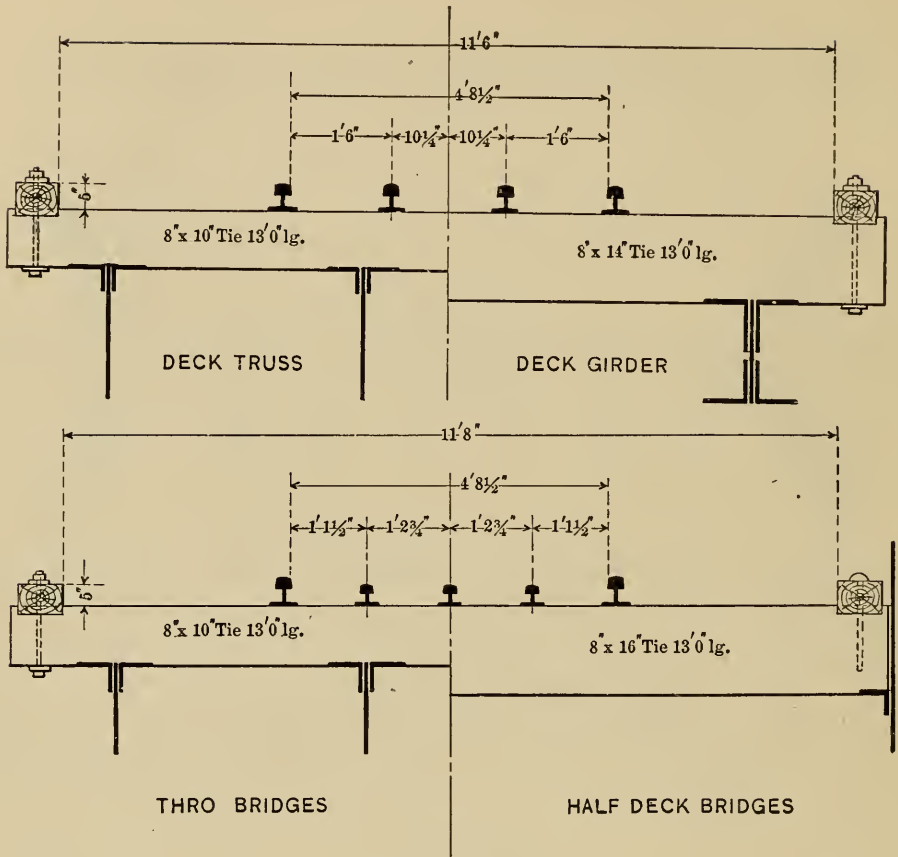 11'6"
4'8½"
1'6" 10¼" 10¼" 1'6"
5"
8"x 10" Tie 13'0" lg.
8"x 14" Tie 13'0" lg.
DECK TRUSS
DECK GIRDER
11'8"
4'8½"
1'1½" 1'2¾" 1'2¾" 1'1½"
5"
8"x 10" Tie 13'0" lg.
8"x 16" Tie 13'0" lg.
THRO BRIDGES
HALF DECK BRIDGES